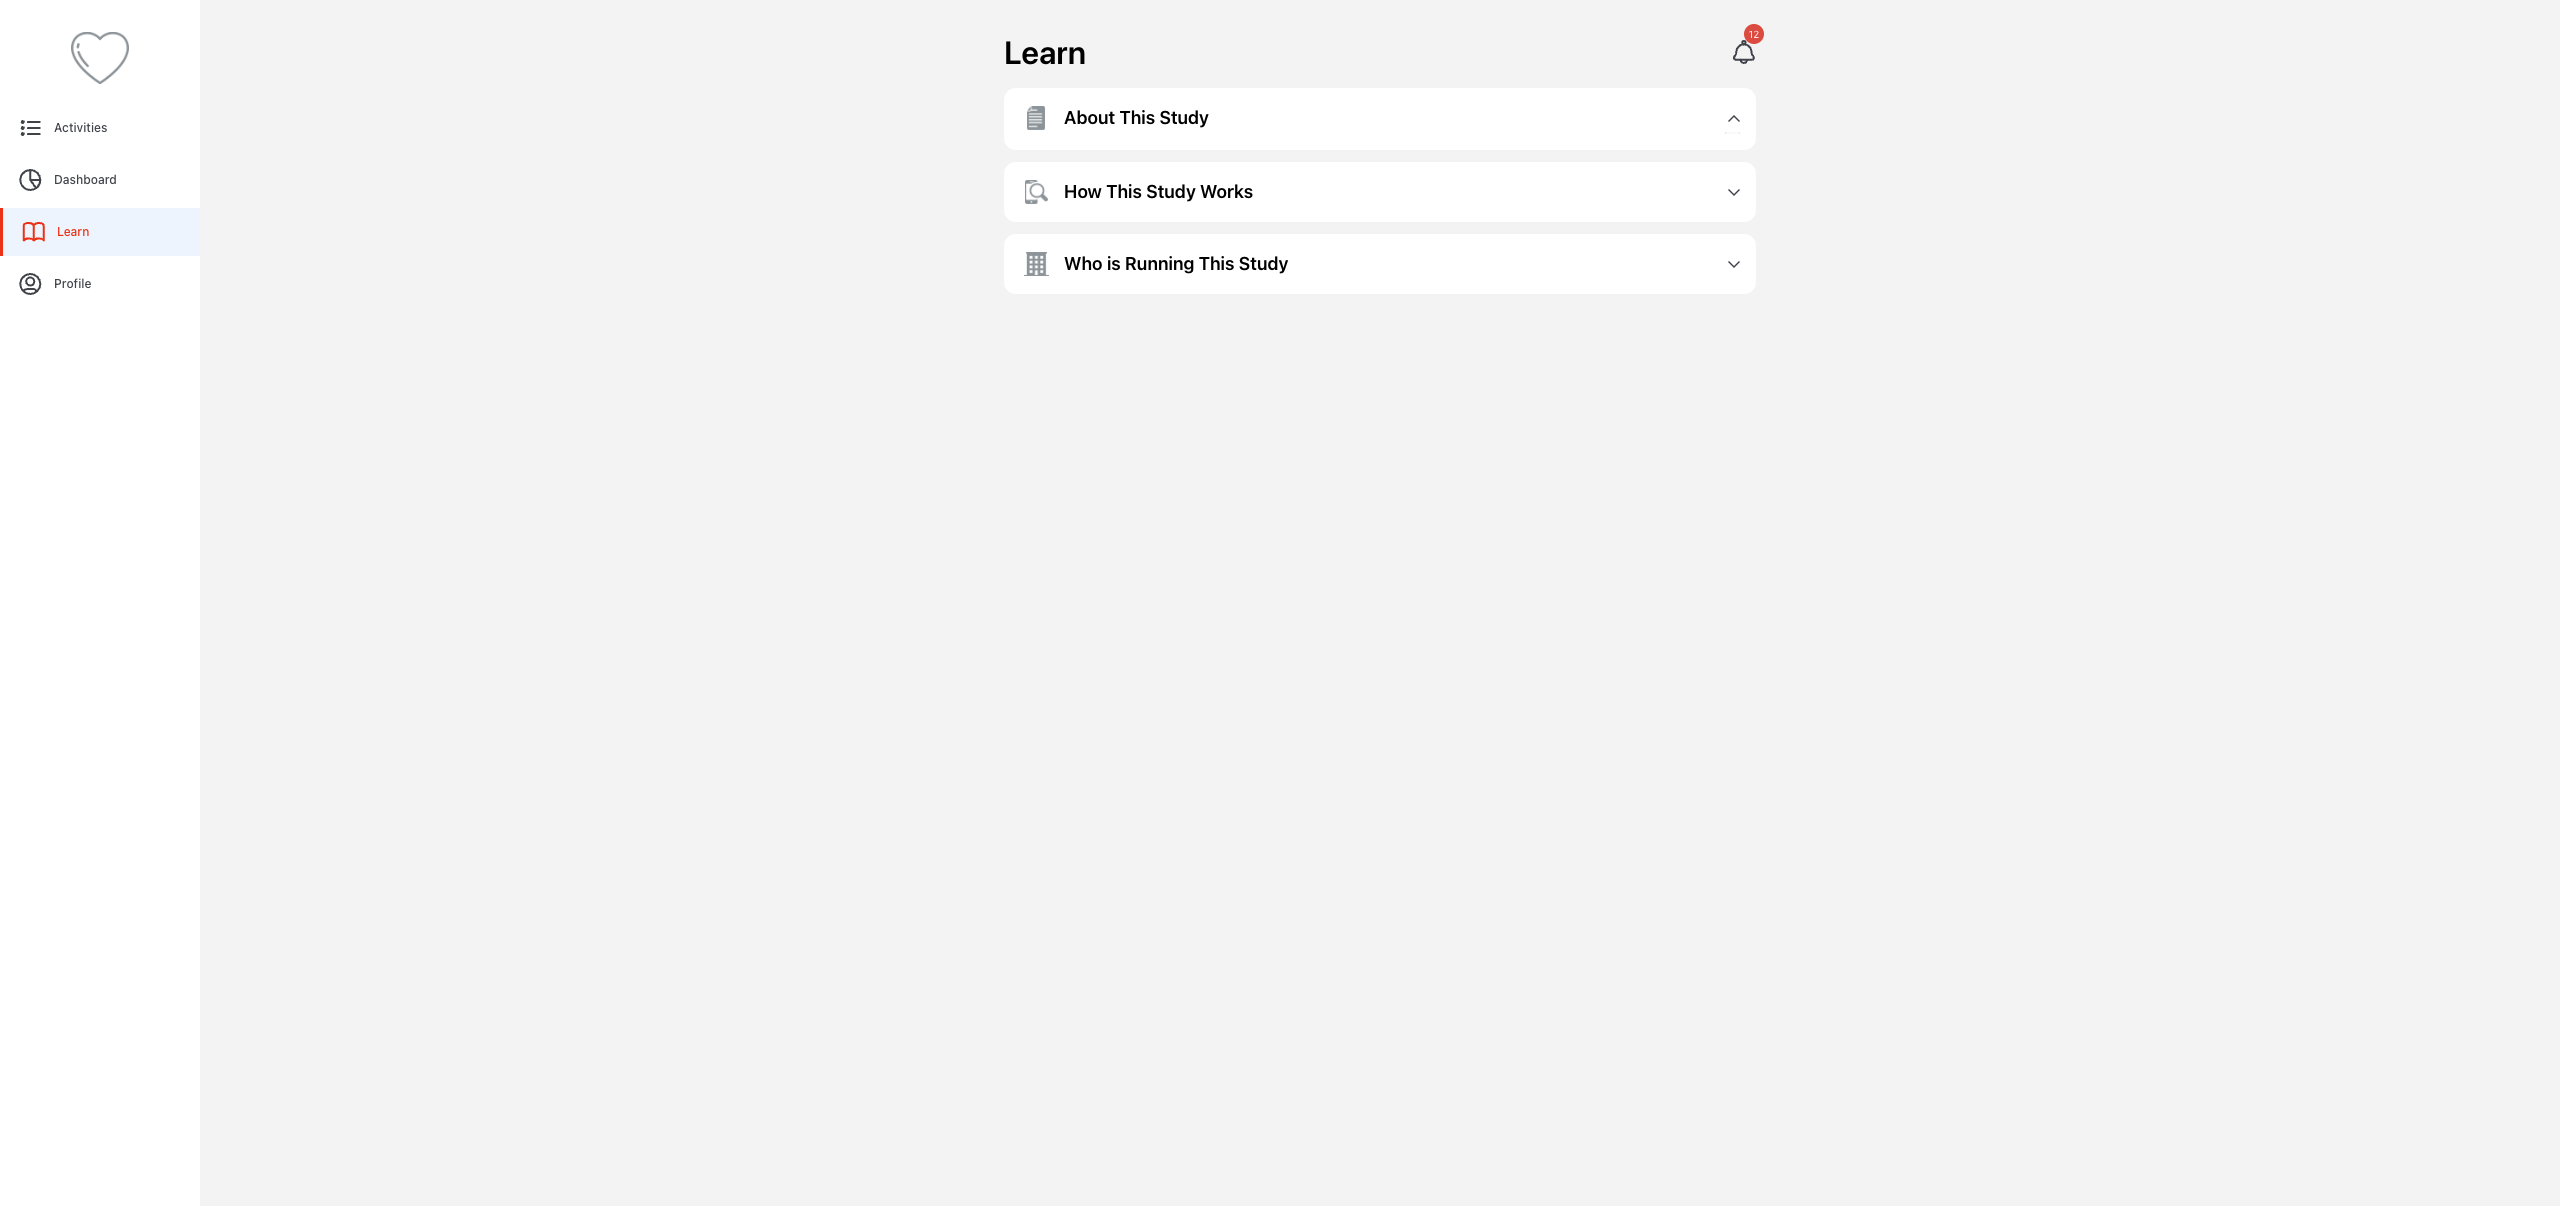 Activities
Dashboard
Learn
Profile
Learn
12
About This Study
How This Study Works
Who is Running This Study